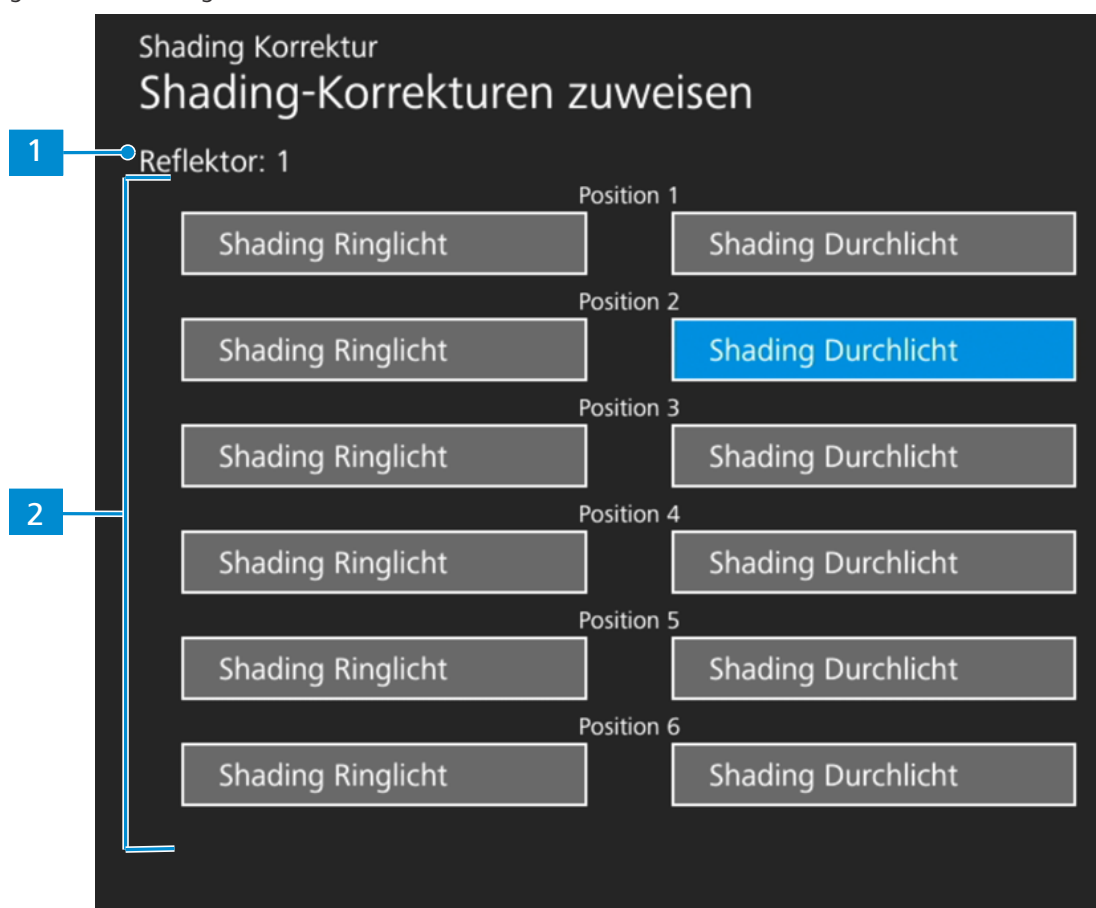 Shading Korrektur
Shading-Korrekturen zuweisen
1
Reflektor: 1
Position 1
Shading Ringlicht Shading Durchlicht
Position 2
Shading Ringlicht Shading Durchlicht
Position 3
Shading Ringlicht Shading Durchlicht
2
Position 4
Shading Ringlicht Shading Durchlicht
Position 5
Shading Ringlicht Shading Durchlicht
Position 6
Shading Ringlicht Shading Durchlicht